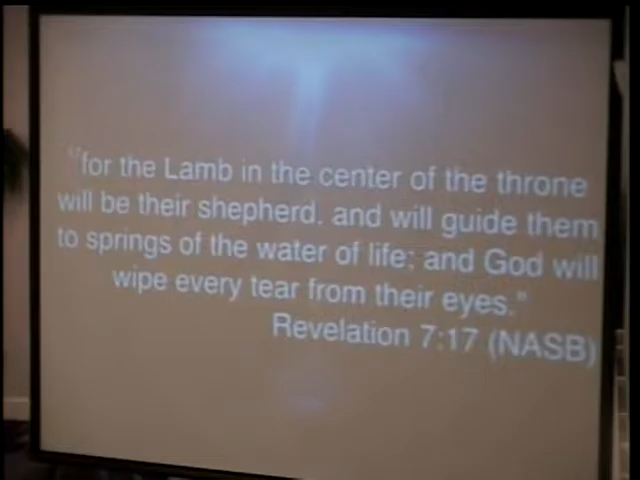 "for the Lamb in the center of the throne
will be their shepherd. and will guide them
to springs of the water of life; and God will
wipe every tear from their eyes."
Revelation 7:17 (NASB)